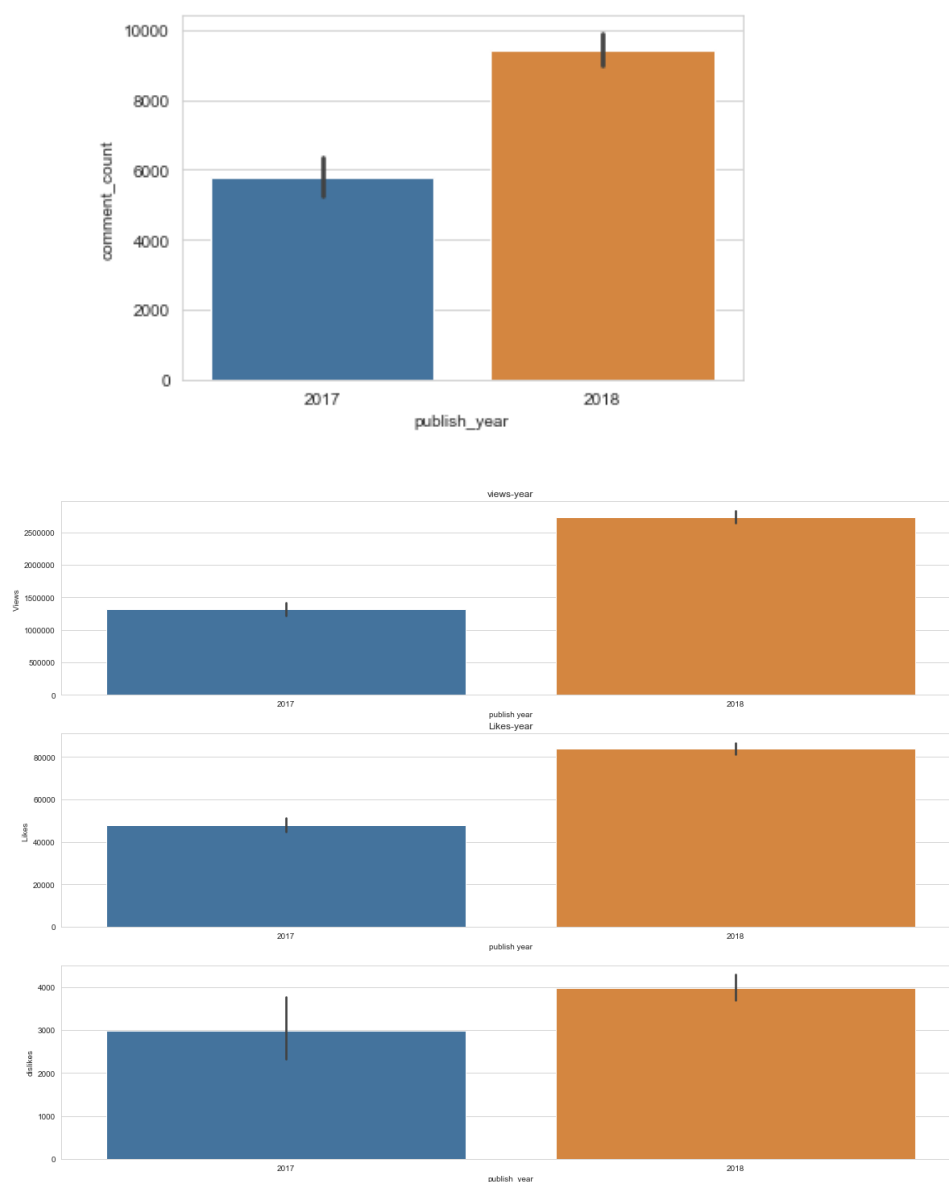 10000
8000
6000
4000
2000
0
comment_count
2017 2018
publish_year
views-year
2500000
2000000
1500000
1000000
500000
0
Views
2017 2018
publish year
Likes-year
80000
60000
40000
20000
0
Likes
2017 2018
publish year
4000
3000
2000
1000
0
dislikes
2017 2018
publish_year